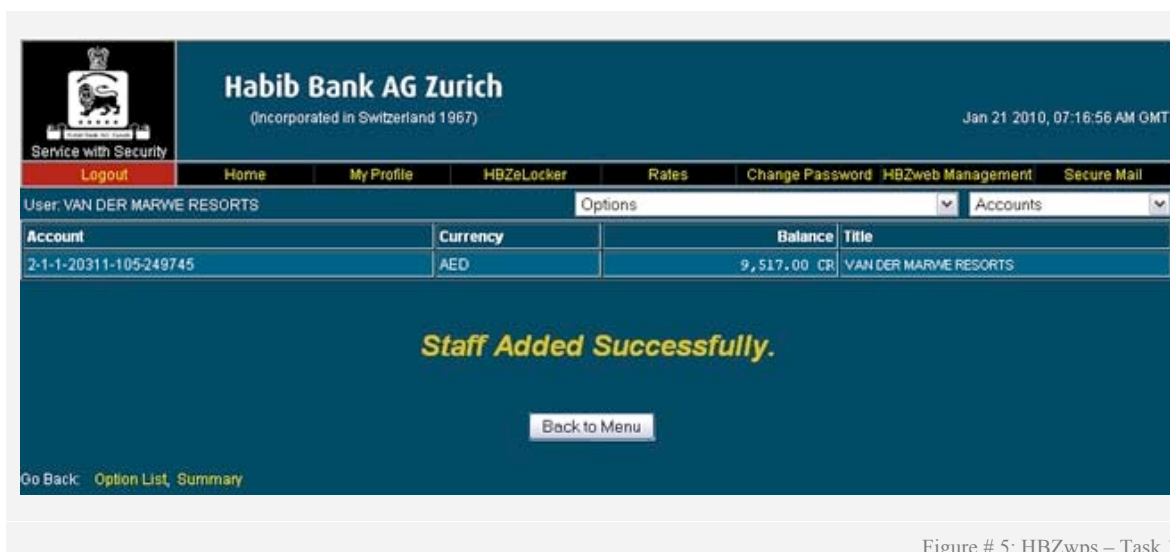 Habib Bank AG Zurich
(Incorporated in Switzerland 1967)
Jan 21 2010, 07:16:56 AM GMT
Service with Security
Logout Home My Profile HBZeLocker Rates Change Password HBZweb Management Secure Mail
User: VAN DER MARWE RESORTS Options Accounts
Account Currency Balance Title
2-1-1-20311-105-249745 AED 9,517.00 CR VAN DER MARWE RESORTS
Staff Added Successfully.
Back to Menu
Go Back: Option List, Summary
Figure # 5: HBZwps – Task